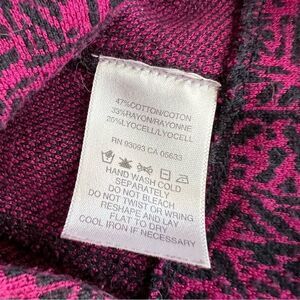 47%COTTON/COTON
33%RAYON/RAYONNE
20%LYOCELL/LYOCELL
RN 93093 CA 05633
HAND WASH COLD
SEPARATELY
DO NOT BLEACH
DO NOT TWIST OR WRING
RESHAPE AND LAY
FLAT TO DRY
COOL IRON IF NECESSARY